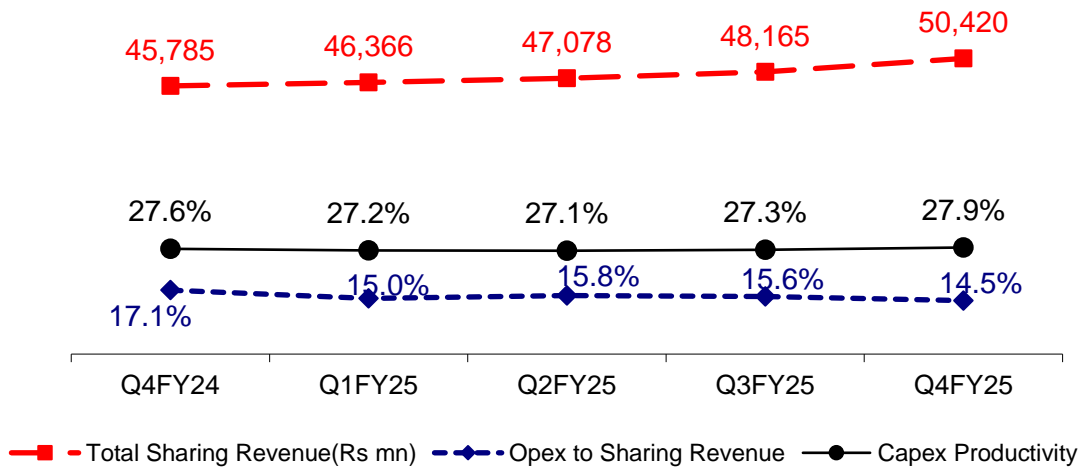 45,785 46,366 47,078 48,165 50,420
27.6% 27.2% 27.1% 27.3% 27.9%
17.1% 15.0% 15.8% 15.6% 14.5%
Q4FY24 Q1FY25 Q2FY25 Q3FY25 Q4FY25
Total Sharing Revenue(Rs mn) Opex to Sharing Revenue Capex Productivity